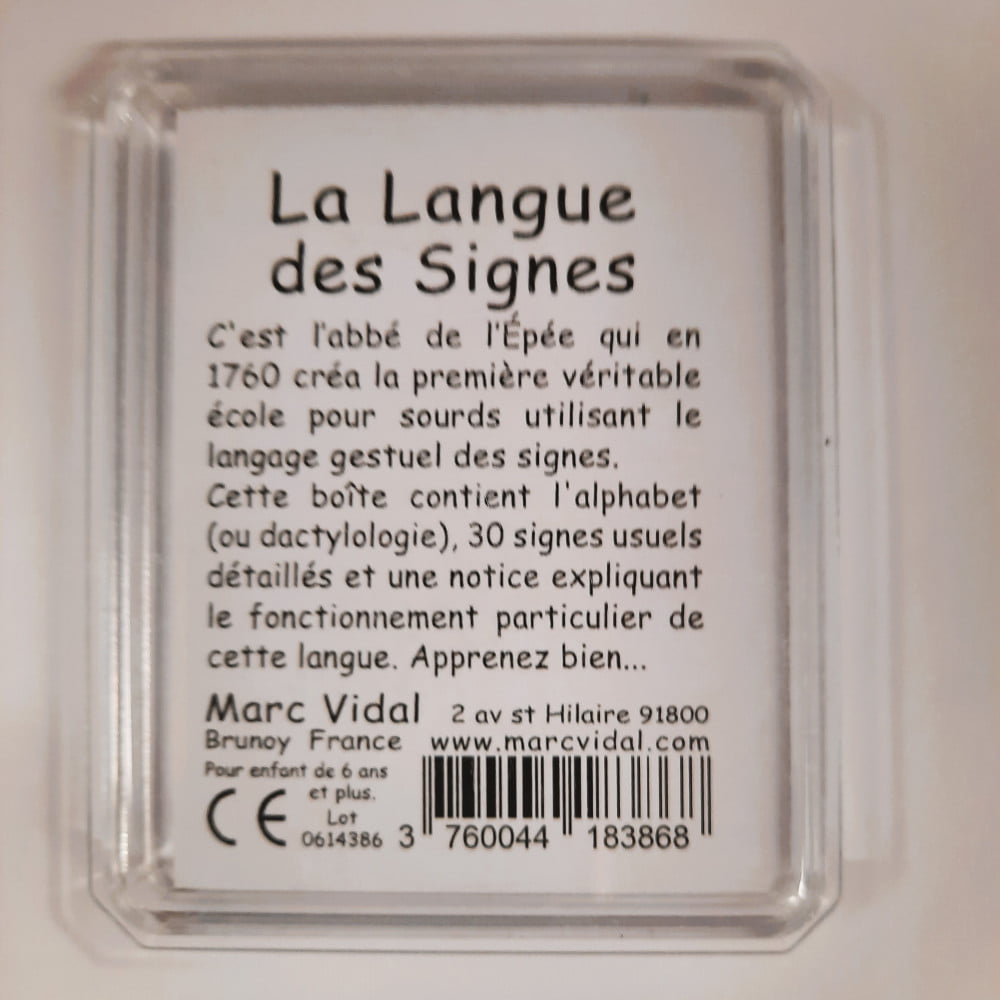 La Langue
des Signes
C'est l'abbé de l'Épée qui en
1760 créa la première véritable
école pour sourds utilisant le
langage gestuel des signes.
Cette boîte contient l'alphabet
(ou dactylologie), 30 signes usuels
détaillés et une notice expliquant
le fonctionnement particulier de
cette langue. Apprenez bien...
Marc Vidal 2 av st Hilaire 91800
Brunoy France www.marcvidal.com
Pour enfant de 6 ans
et plus.
CE Lot
0614386
3 760044 183868